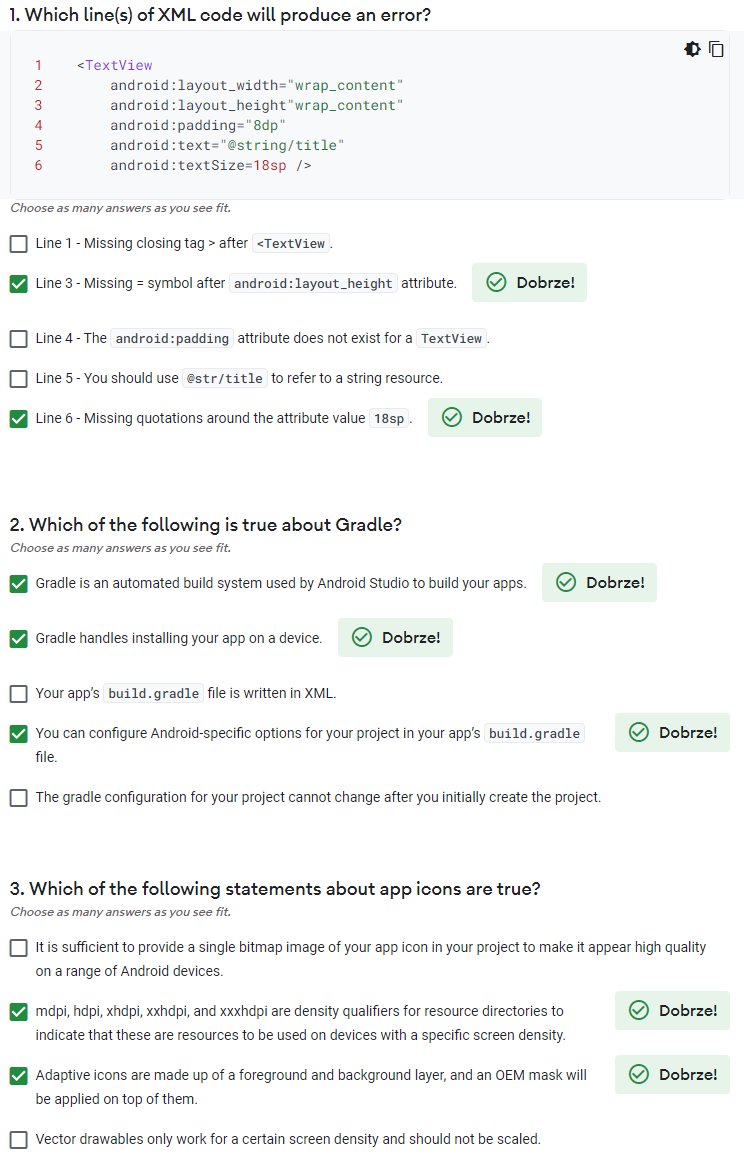 1. Which line(s) of XML code will produce an error?
1 <TextView
2 android:layout_width="wrap_content"
3 android:layout_height"wrap_content"
4 android:padding="8dp"
5 android:text="@string/title"
6 android:textSize=18sp />
Choose as many answers as you see fit.
Line 1 - Missing closing tag > after <TextView .
Line 3 - Missing = symbol after android:layout_height attribute. Dobrze!
Line 4 - The android:padding attribute does not exist for a TextView .
Line 5 - You should use @str/title to refer to a string resource.
Line 6 - Missing quotations around the attribute value 18sp . Dobrze!
2. Which of the following is true about Gradle?
Choose as many answers as you see fit.
Gradle is an automated build system used by Android Studio to build your apps. Dobrze!
Gradle handles installing your app on a device. Dobrze!
Your app's build.gradle file is written in XML.
You can configure Android-specific options for your project in your app's build.gradle Dobrze!
file.
The gradle configuration for your project cannot change after you initially create the project.
3. Which of the following statements about app icons are true?
Choose as many answers as you see fit.
It is sufficient to provide a single bitmap image of your app icon in your project to make it appear high quality
on a range of Android devices.
mdpi, hdpi, xhdpi, xxhdpi, and xxxhdpi are density qualifiers for resource directories to Dobrze!
indicate that these are resources to be used on devices with a specific screen density.
Adaptive icons are made up of a foreground and background layer, and an OEM mask will Dobrze!
be applied on top of them.
Vector drawables only work for a certain screen density and should not be scaled.